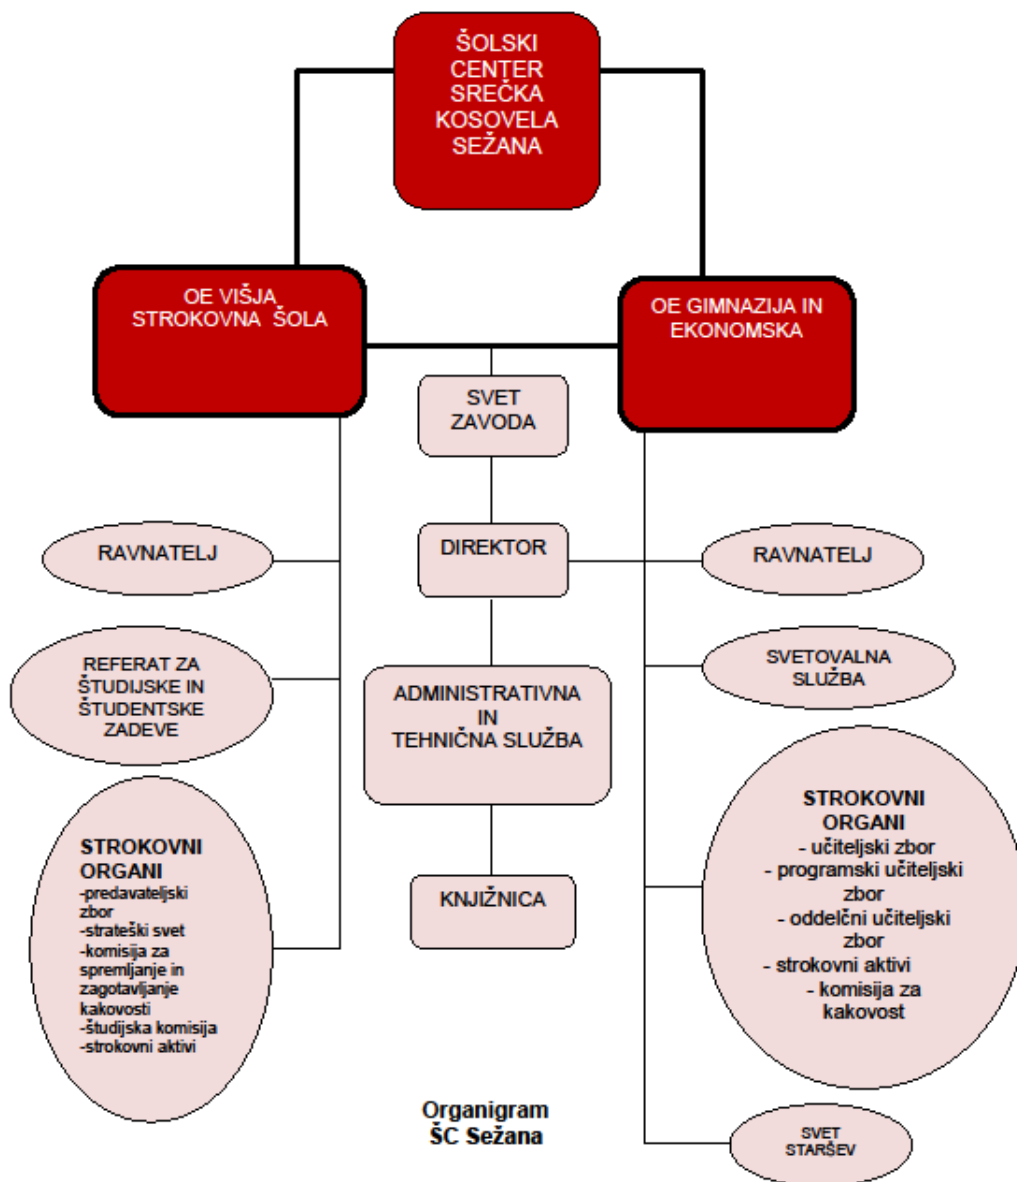 ŠOLSKI
CENTER
SREČKA
KOSOVELA
SEŽANA
OE VIŠJA
STROKOVNA ŠOLA
OE GIMNAZIJA IN
EKONOMSKA
SVET
ZAVODA
RAVNATELJ
DIREKTOR
RAVNATELJ
REFERAT ZA
ŠTUDIJSKE IN
ŠTUDENTSKE
ZADEVE
ADMINISTRATIVNA
IN
TEHNIČNA SLUŽBA
SVETOVALNA
SLUŽBA
STROKOVNI
ORGANI
-predavateljski
zbor
-strateški svet
-komisija za
spremljanje in
zagotavljanje
kakovosti
-študijska komisija
-strokovni aktivi
KNJIŽNICA
STROKOVNI
ORGANI
- učiteljski zbor
- programski učiteljski
zbor
- oddelčni učiteljski
zbor
- strokovni aktivi
- komisija za
kakovost
Organigram
ŠC Sežana
SVET
STARŠEV